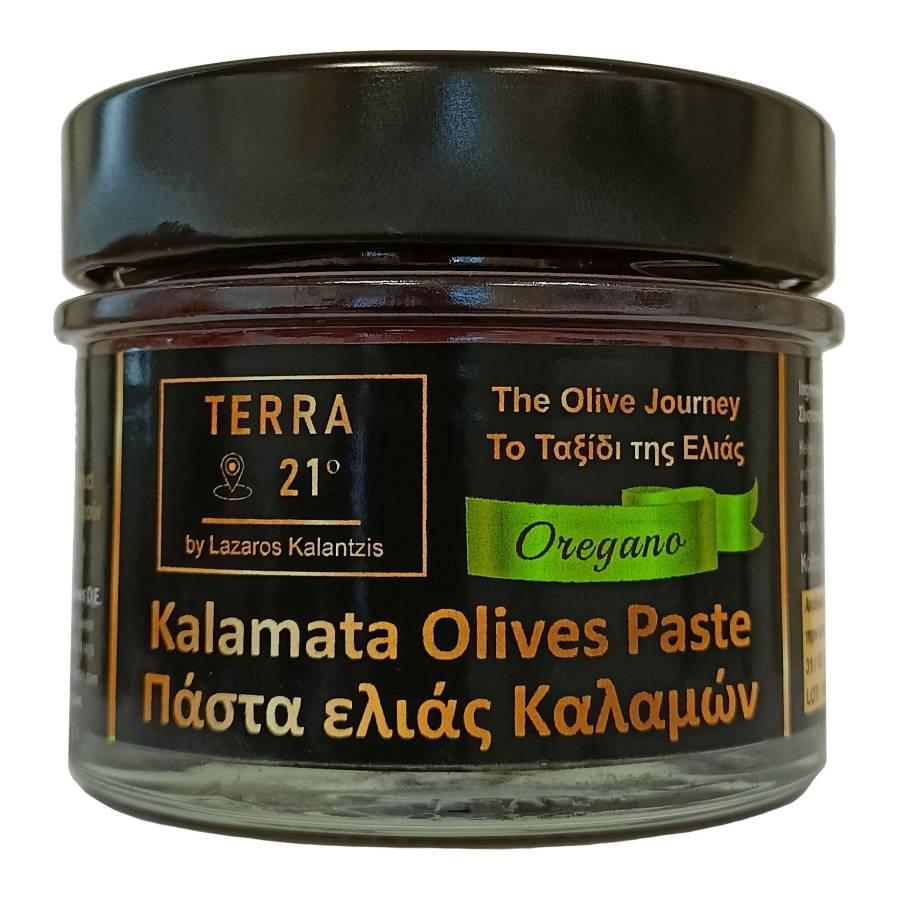 TERRA
21°
by Lazaros Kalantzis
The Olive Journey
Το Ταξίδι της Ελιάς
Oregano
Kalamata Olives Paste
Πάστα ελιάς Καλαμών